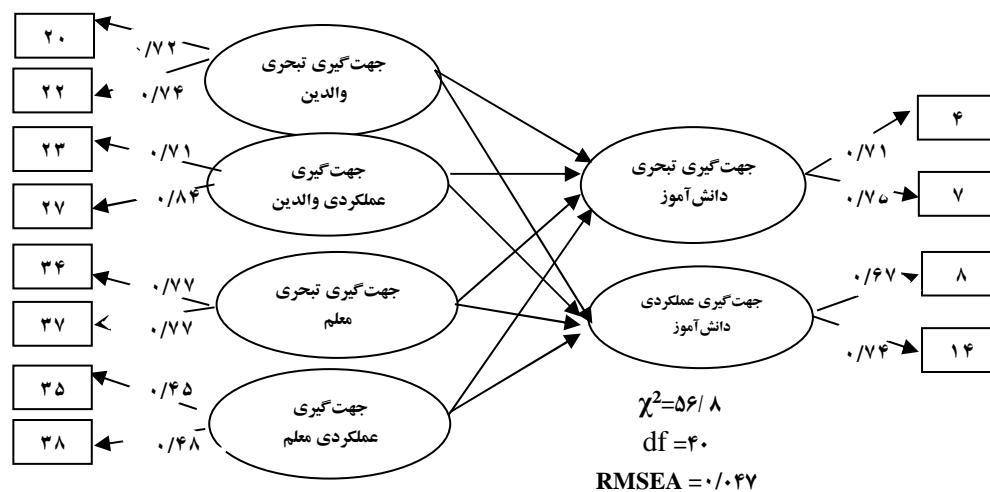 ۲۰
۰/۷۲
جهت‌گیری تبحری
والدین
۲۲
۰/۷۴
۲۳
۰/۷۱
جهت‌گیری
عملکردی والدین
۲۷
۰/۸۴
۳۴
۰/۷۷
جهت‌گیری تبحری
معلم
۳۷
۰/۷۷
۳۵
۰/۴۵
جهت‌گیری
عملکردی معلم
۳۸
۰/۴۸
جهت‌گیری تبحری
دانش‌آموز
۰/۷۱
۴
۰/۷۵
۷
جهت‌گیری عملکردی
دانش‌آموز
۰/۶۷
۸
۰/۷۴
۱۴
χ²=۵۶/۸
df =۴۰
RMSEA =۰/۰۴۷